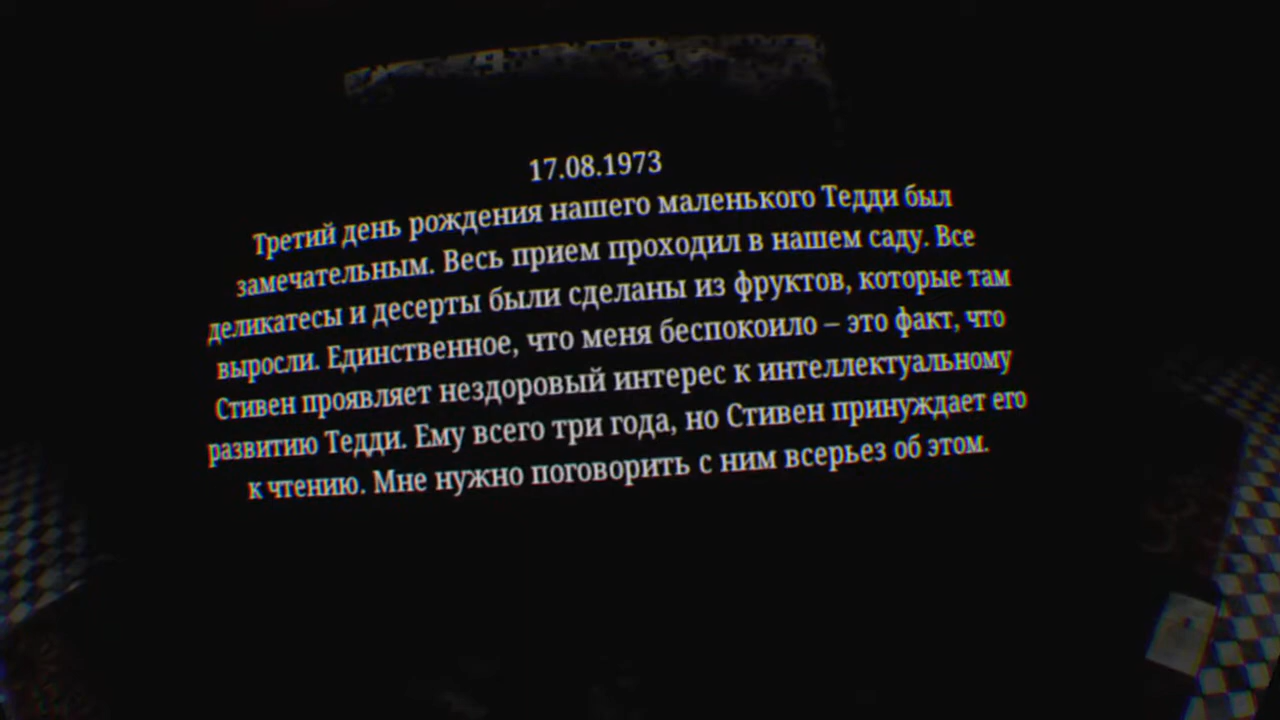 17.08.1973
Третий день рождения нашего маленького Тедди был
замечательным. Весь прием проходил в нашем саду. Все
деликатесы и десерты были сделаны из фруктов, которые там
выросли. Единственное, что меня беспокоило – это факт, что
Стивен проявляет нездоровый интерес к интеллектуальному
развитию Тедди. Ему всего три года, но Стивен принуждает его
к чтению. Мне нужно поговорить с ним всерьез об этом.